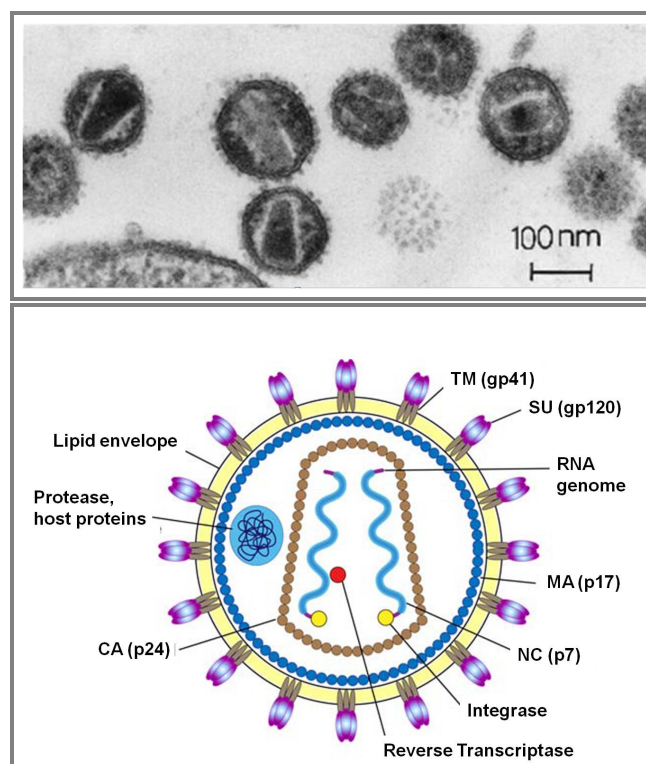 100 nm
TM (gp41)
SU (gp120)
Lipid envelope
RNA
genome
Protease,
host proteins
MA (p17)
CA (p24)
NC (p7)
Integrase
Reverse Transcriptase